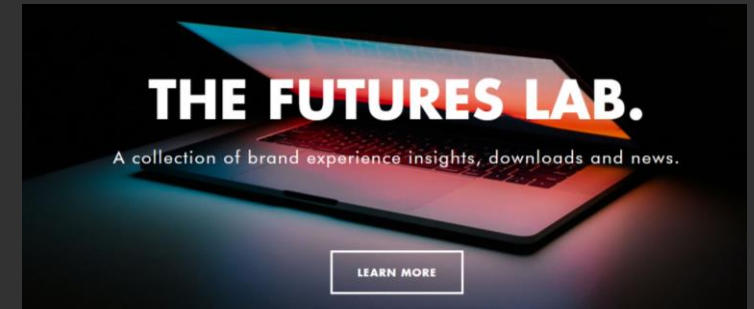 THE FUTURES LAB.
A collection of brand experience insights, downloads and news.
LEARN MORE